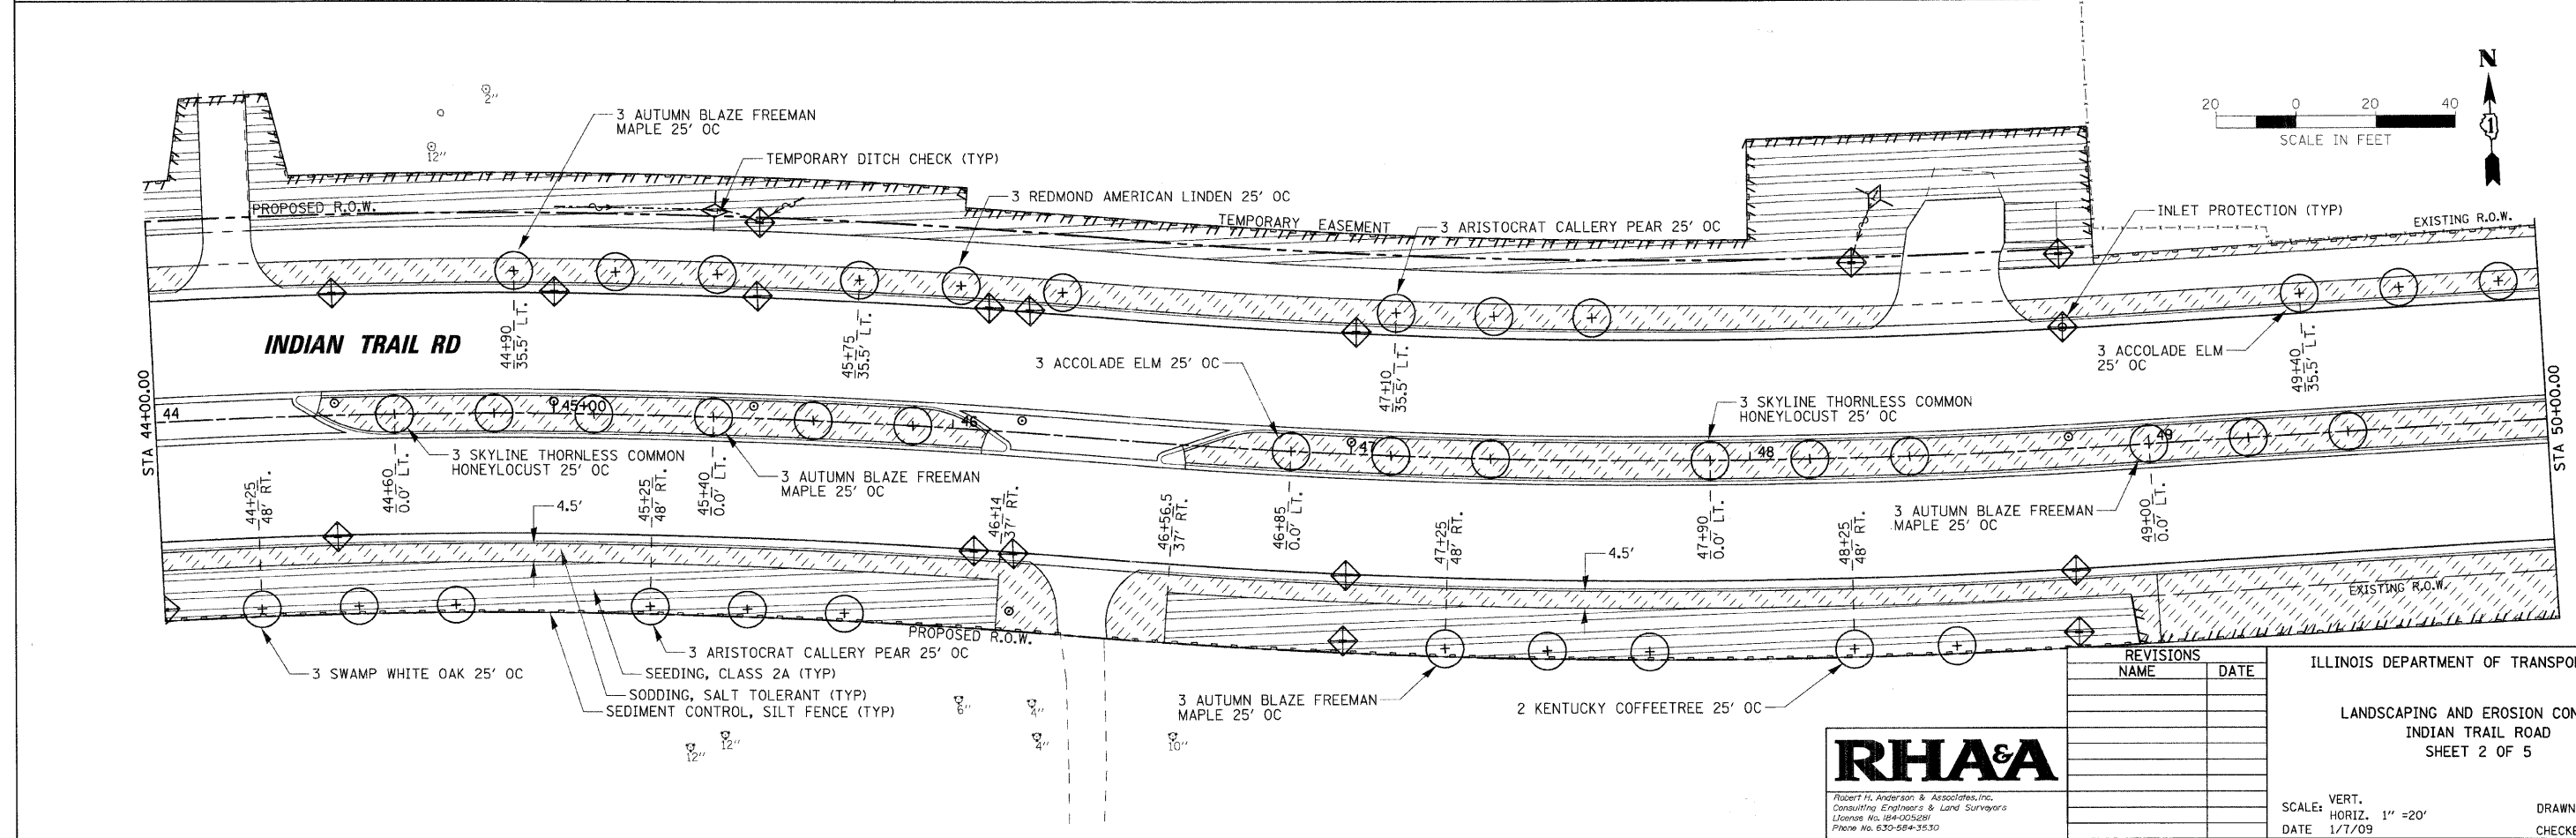 N
20 0 20 40
SCALE IN FEET
2"
12"
3 AUTUMN BLAZE FREEMAN
MAPLE 25' OC
TEMPORARY DITCH CHECK (TYP)
3 REDMOND AMERICAN LINDEN 25' OC
PROPOSED R.O.W.
TEMPORARY EASEMENT
3 ARISTOCRAT CALLERY PEAR 25' OC
INLET PROTECTION (TYP)
EXISTING R.O.W.
INDIAN TRAIL RD
44+90
35.5' LT.
45+75
35.5' LT.
47+10
35.5' LT.
49+40
35.5' LT.
3 ACCOLADE ELM 25' OC
3 ACCOLADE ELM
25' OC
STA 44+00.00
44
45+00
46
47
48
49
STA 50+00.00
3 SKYLINE THORNLESS COMMON
HONEYLOCUST 25' OC
3 SKYLINE THORNLESS COMMON
HONEYLOCUST 25' OC
3 AUTUMN BLAZE FREEMAN
MAPLE 25' OC
3 AUTUMN BLAZE FREEMAN
MAPLE 25' OC
44+25
48' RT.
44+60
0.0' LT.
45+25
48' RT.
45+40
0.0' LT.
46+14
37' RT.
46+56.5
37' RT.
46+85
0.0' LT.
47+25
48' RT.
47+90
0.0' LT.
48+25
48' RT.
49+00
0.0' LT.
4.5'
4.5'
EXISTING R.O.W.
PROPOSED R.O.W.
3 SWAMP WHITE OAK 25' OC
3 ARISTOCRAT CALLERY PEAR 25' OC
SEEDING, CLASS 2A (TYP)
SODDING, SALT TOLERANT (TYP)
SEDIMENT CONTROL, SILT FENCE (TYP)
12"
12"
6"
4"
4"
10"
3 AUTUMN BLAZE FREEMAN
MAPLE 25' OC
2 KENTUCKY COFFEETREE 25' OC
RHA&A
Robert H. Anderson & Associates, Inc.
Consulting Engineers & Land Surveyors
License No. 184-005281
Phone No. 630-584-3530
REVISIONS
NAME DATE
ILLINOIS DEPARTMENT OF TRANSPO
LANDSCAPING AND EROSION CON
INDIAN TRAIL ROAD
SHEET 2 OF 5
SCALE: VERT.
HORIZ. 1" =20'
DATE 1/7/09
DRAWN
CHECK